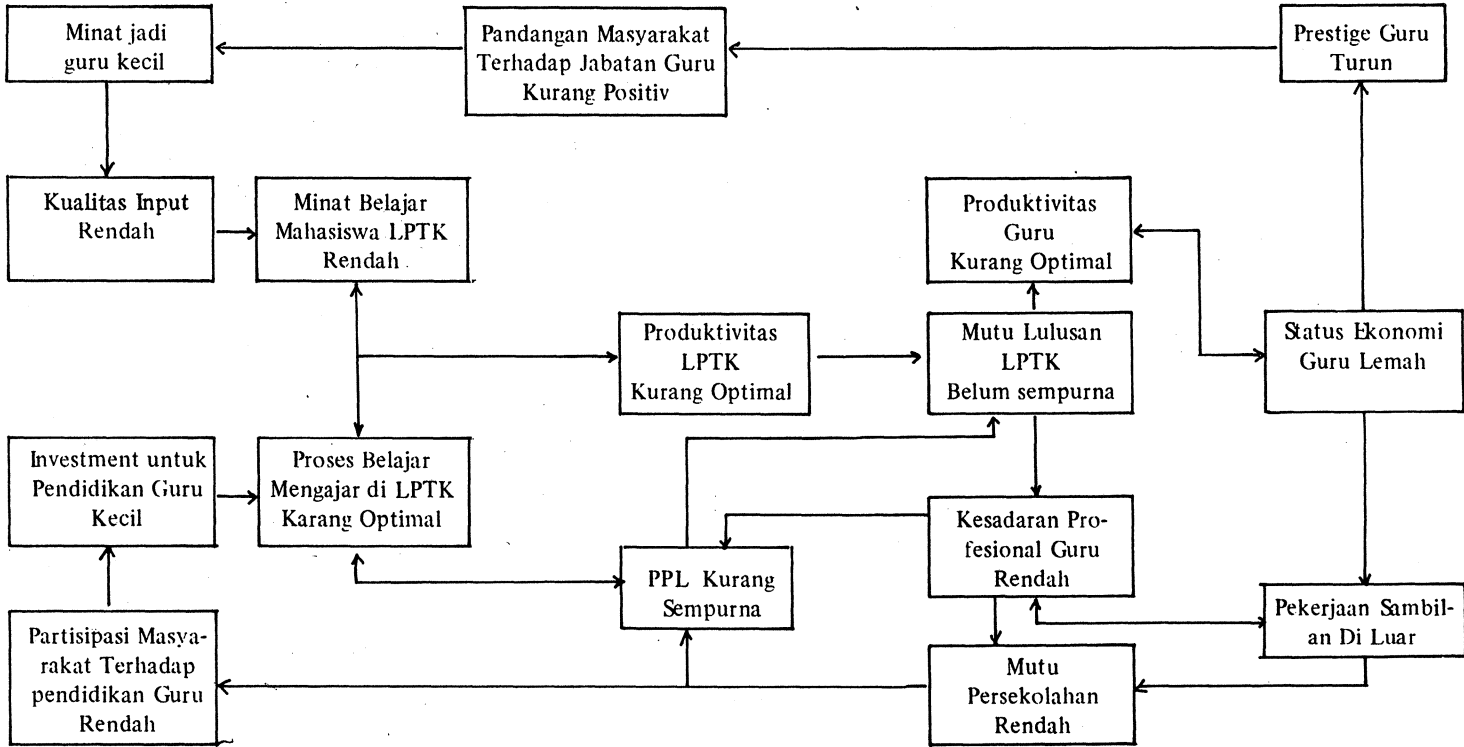 Minat jadi
guru kecil
Pandangan Masyarakat
Terhadap Jabatan Guru
Kurang Positiv
Prestige Guru
Turun
Kualitas Input
Rendah
Minat Belajar
Mahasiswa LPTK
Rendah
Produktivitas
Guru
Kurang Optimal
Produktivitas
LPTK
Kurang Optimal
Mutu Lulusan
LPTK
Belum sempurna
Status Ekonomi
Guru Lemah
Investment untuk
Pendidikan Guru
Kecil
Proses Belajar
Mengajar di LPTK
Karang Optimal
Kesadaran Pro-
fesional Guru
Rendah
PPL Kurang
Sempurna
Pekerjaan Sambil-
an Di Luar
Partisipasi Masya-
rakat Terhadap
pendidikan Guru
Rendah
Mutu
Persekolahan
Rendah